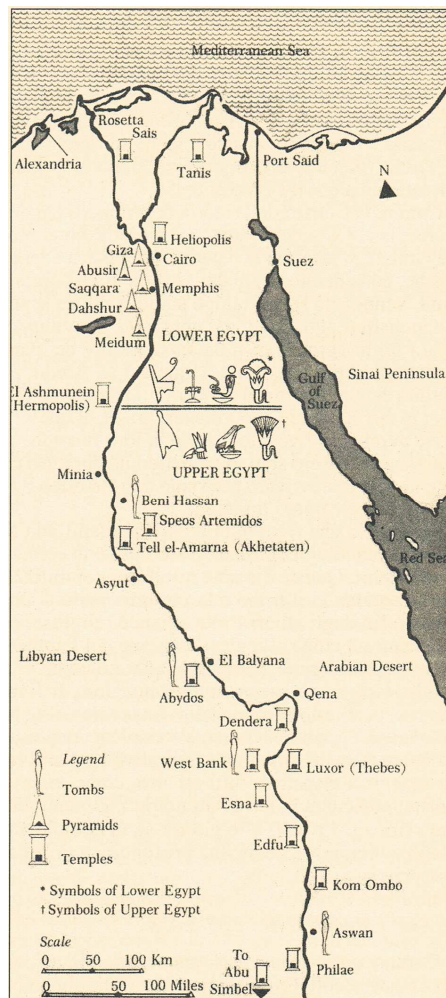 Mediterranean Sea
Rosetta
Sais
Alexandria
Tanis
Port Said
N
Heliopolis
Giza
Cairo
Abusir
Suez
Saqqara
Memphis
Dahshur
Meidum
LOWER EGYPT
*
Gulf
of
Suez
Sinai Peninsula
El Ashmunein
(Hermopolis)
†
UPPER EGYPT
Minia
Beni Hassan
Speos Artemidos
Tell el-Amarna (Akhetaten)
Red Sea
Asyut
Libyan Desert
El Balyana
Arabian Desert
Abydos
Qena
Dendera
West Bank
Luxor (Thebes)
Esna
Edfu
Kom Ombo
Aswan
Philae
To
Abu
Simbel
Legend
Tombs
Pyramids
Temples
* Symbols of Lower Egypt
† Symbols of Upper Egypt
Scale
0 50 100 Km
0 50 100 Miles